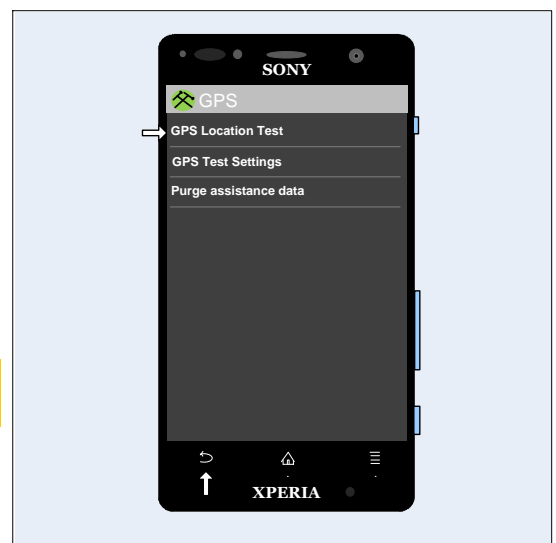 SONY
GPS
GPS Location Test
GPS Test Settings
Purge assistance data
XPERIA